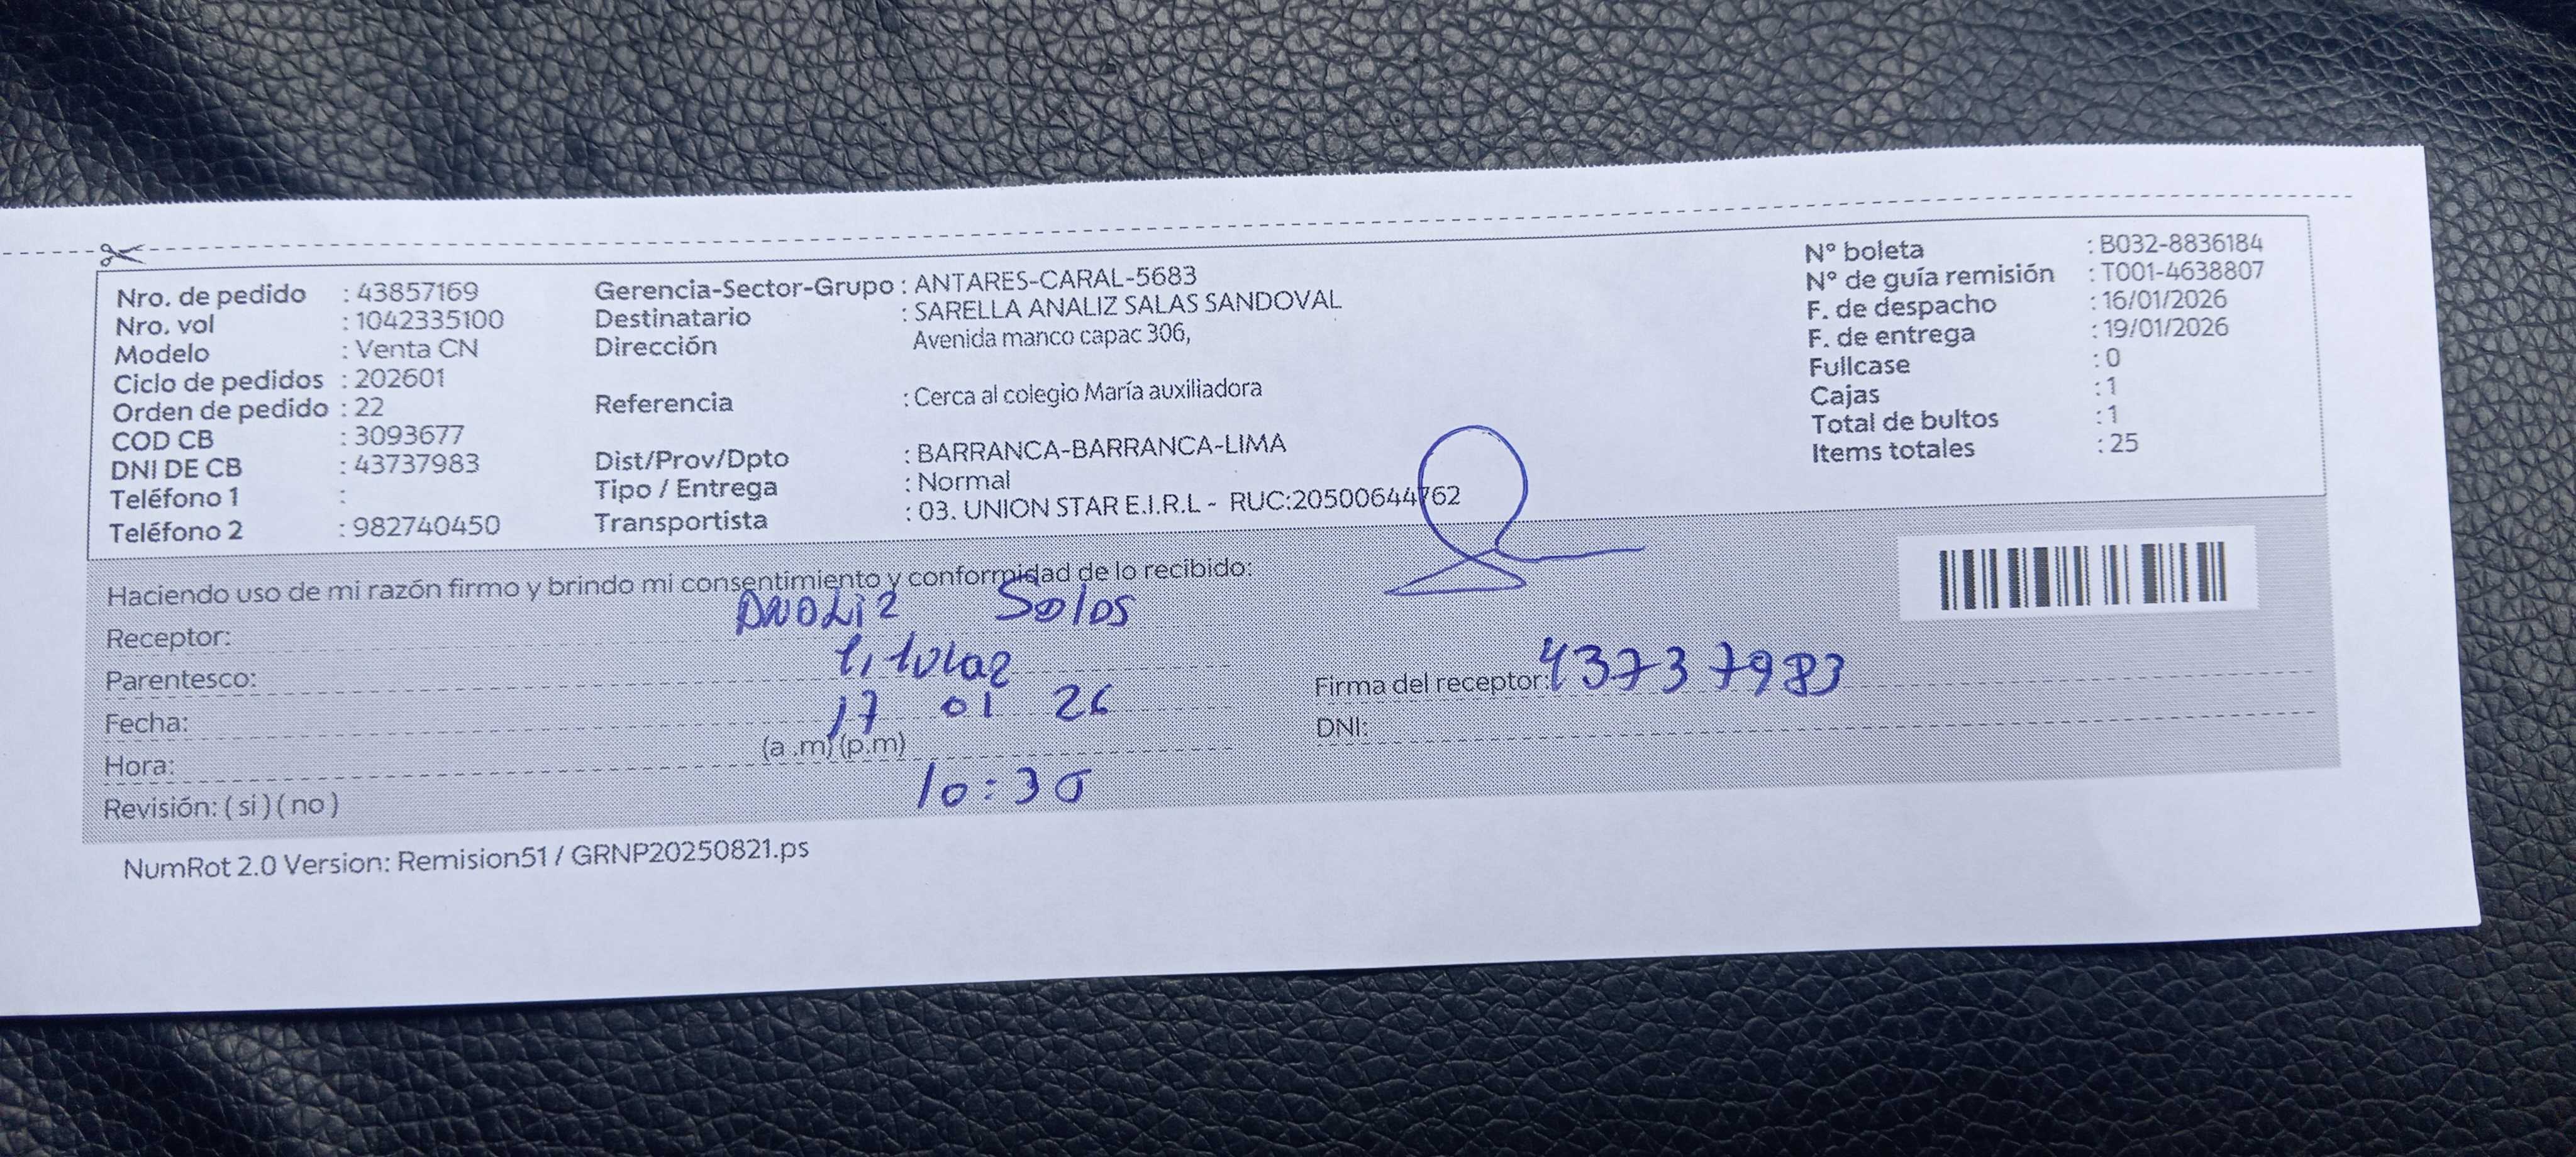 Nro. de pedido : 43857169
Nro. vol : 1042335100
Modelo : Venta CN
Ciclo de pedidos : 202601
Orden de pedido : 22
COD CB : 3093677
DNI DE CB : 43737983
Teléfono 1 :
Teléfono 2 : 982740450
Gerencia-Sector-Grupo : ANTARES-CARAL-5683
Destinatario : SARELLA ANALIZ SALAS SANDOVAL
Dirección Avenida manco capac 306,
Referencia : Cerca al colegio María auxiliadora
Dist/Prov/Dpto : BARRANCA-BARRANCA-LIMA
Tipo / Entrega : Normal
Transportista : 03. UNION STAR E.I.R.L - RUC:20500644762
N° boleta : B032-8836184
N° de guía remisión : T001-4638807
F. de despacho : 16/01/2026
F. de entrega : 19/01/2026
Fullcase : 0
Cajas : 1
Total de bultos : 1
Items totales : 25
Haciendo uso de mi razón firmo y brindo mi consentimiento y conformidad de lo recibido:
Receptor: Analiz Salas
Parentesco: titular
Fecha: 17 01 26
Hora: (a .m) (p.m)
10:30
Revisión: ( si ) ( no )
Firma del receptor: 43737983
DNI:
NumRot 2.0 Version: Remision51 / GRNP20250821.ps